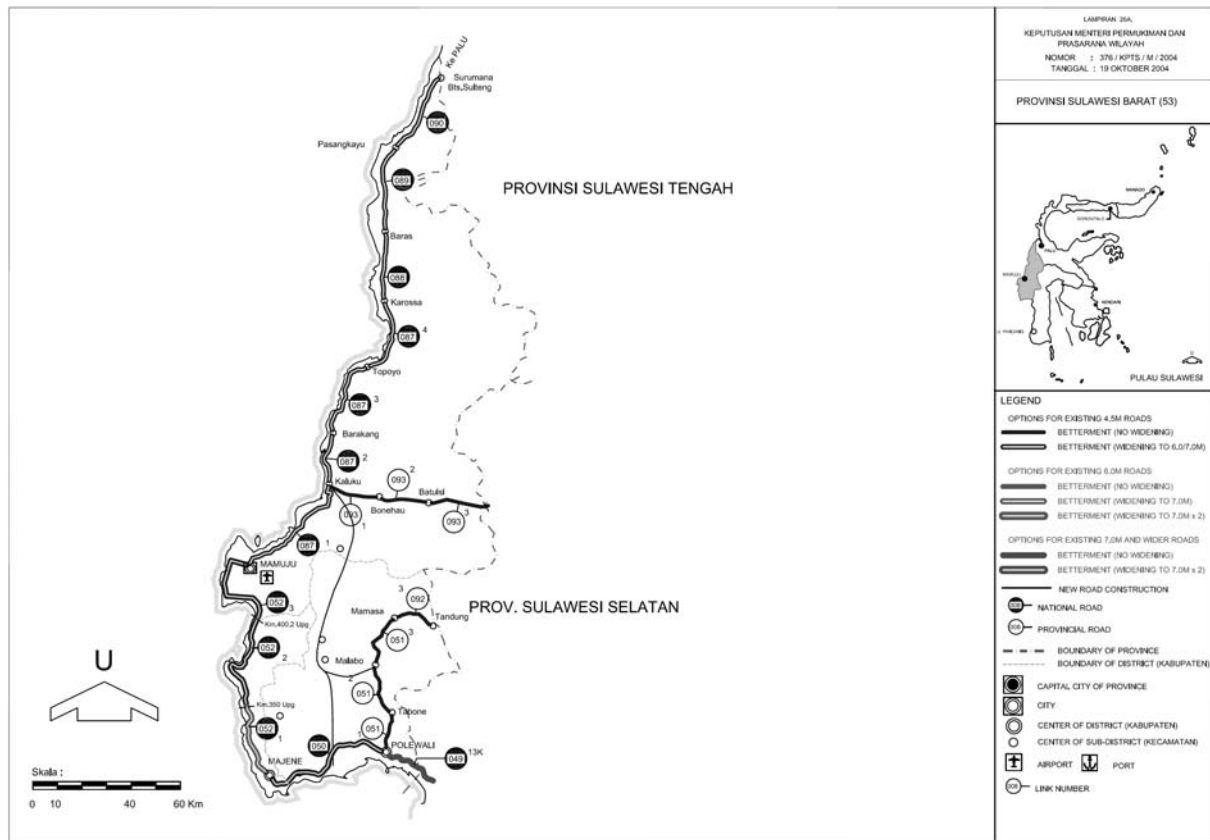 LAMPIRAN 26A.
KEPUTUSAN MENTERI PERMUKIMAN DAN
PRASARANA WILAYAH
NOMOR : 376 / KPTS / M / 2004
TANGGAL : 19 OKTOBER 2004
PROVINSI SULAWESI BARAT (53)
Ke PALU
Surumana
Bts,Sulteng
090
Pasangkayu
089
PROVINSI SULAWESI TENGAH
Baras
088
Karossa
087 4
Topoyo
087 3
Barakang
087 2
Kaluku
093 2
Batulsi
Bonehau
093 1
093 3
087 1
MAMUJU
052 3
Km,400.2 Upg
052 2
PROV. SULAWESI SELATAN
092 3
Mamasa
Tandung
051 3
Malabo
051 2
Tabone
Km,350 Upg
052 1
051 1
050
POLEWALI
049 13K
MAJENE
U
Skala :
0 10 40 60 Km
MANADO
GORONTALO
PALU
MAMUJU
KENDARI
U
PULAU SULAWESI
LEGEND
OPTIONS FOR EXISTING 4.5M ROADS
BETTERMENT (NO WIDENING)
BETTERMENT (WIDENING TO 6.0/7.0M)
OPTIONS FOR EXISTING 6.0M ROADS
BETTERMENT (NO WIDENING)
BETTERMENT (WIDENING TO 7.0M)
BETTERMENT (WIDENING TO 7.0M x 2)
OPTIONS FOR EXISTING 7,0M AND WIDER ROADS
BETTERMENT (NO WIDENING)
BETTERMENT (WIDENING TO 7.0M x 2)
NEW ROAD CONSTRUCTION
008 NATIONAL ROAD
008 PROVINCIAL ROAD
BOUNDARY OF PROVINCE
BOUNDARY OF DISTRICT (KABUPATEN)
CAPITAL CITY OF PROVINCE
CITY
CENTER OF DISTRICT (KABUPATEN)
CENTER OF SUB-DISTRICT (KECAMATAN)
AIRPORT PORT
008 LINK NUMBER